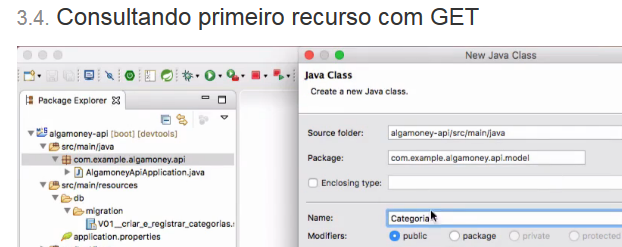 3.4. Consultando primeiro recurso com GET
New Java Class
Package Explorer
algamoney-api [boot] [devtools]
src/main/java
com.example.algamoney.api
AlgamoneyApiApplication.java
src/main/resources
db
migration
V01__criar_e_registrar_categorias.
application.properties
Java Class
Create a new Java class.
Source folder: algamoney-api/src/main/java
Package: com.example.algamoney.api.model
Enclosing type:
Name: Categoria
Modifiers: public package private protected